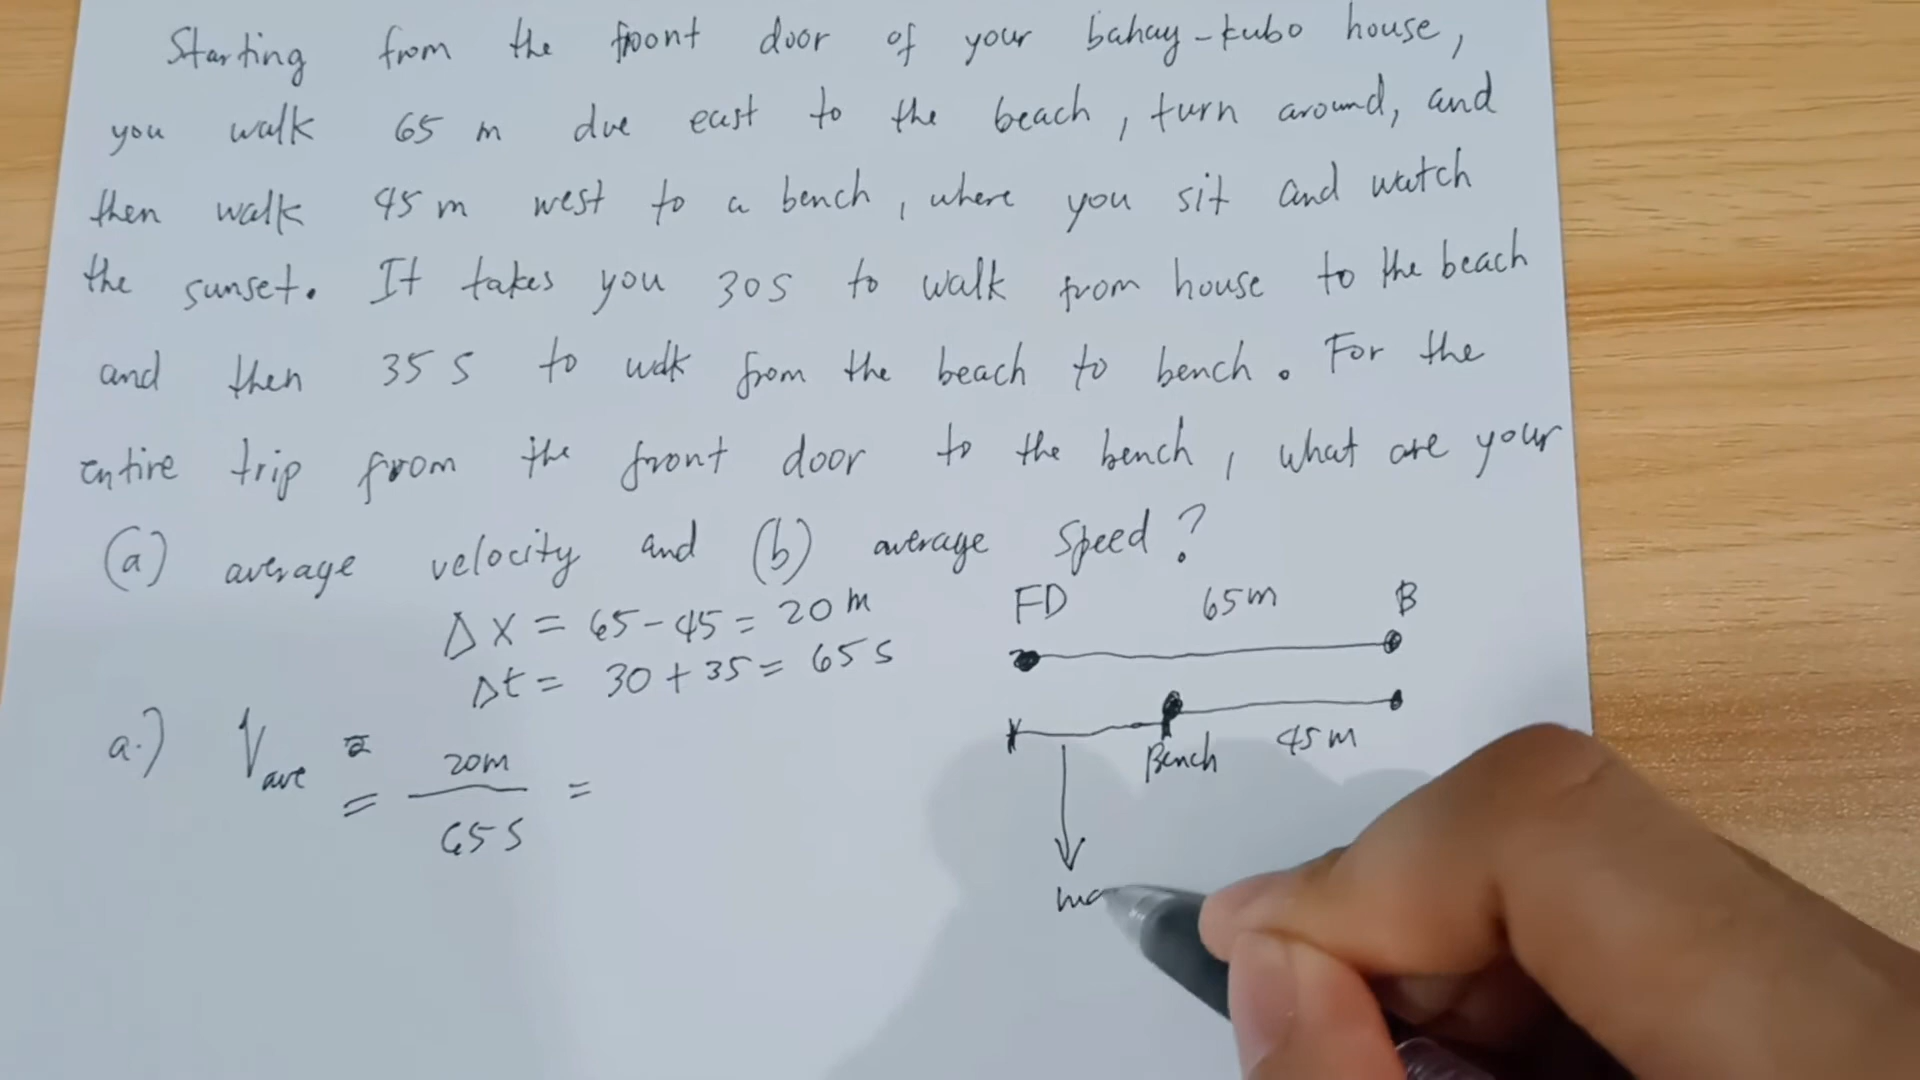 Starting from the front door of your bahay-kubo house,
you walk 65 m due east to the beach, turn around, and
then walk 45 m west to a bench, where you sit and watch
the sunset. It takes you 30s to walk from house to the beach
and then 35 s to walk from the beach to bench. For the
entire trip from the front door to the bench, what are your
(a) average velocity and (b) average speed?
Δx = 65-45 = 20 m
Δt = 30+35 = 65 s
FD 65m B
Bench 45m
a.) Vave = 20m
= 65 s =